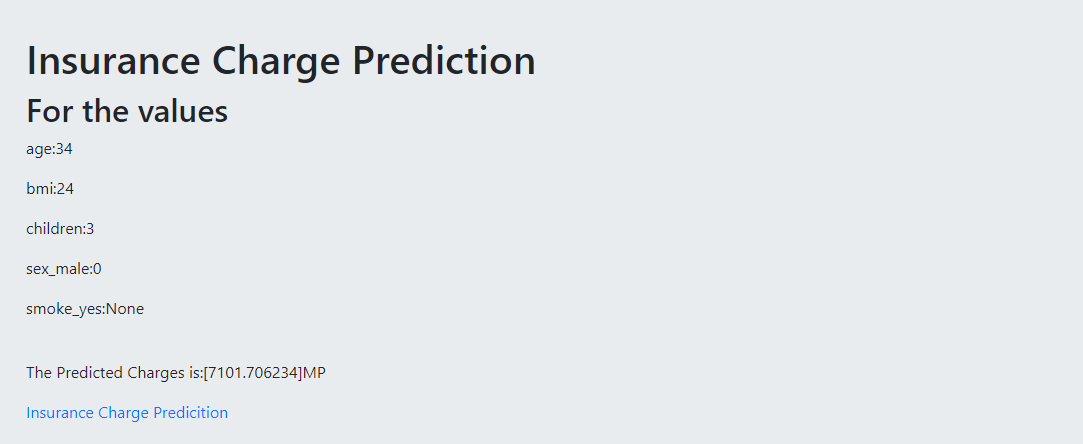 Insurance Charge Prediction
For the values
age:34
bmi:24
children:3
sex_male:0
smoke_yes:None
The Predicted Charges is:[7101.706234]MP
Insurance Charge Predicition